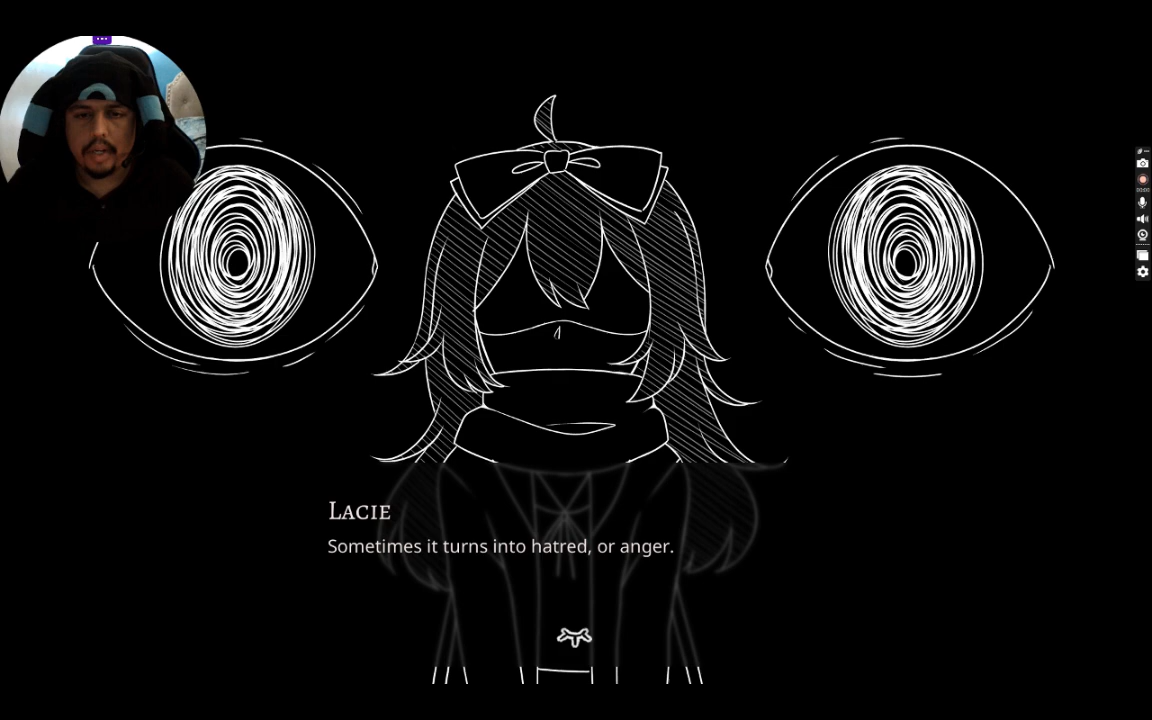 Lacie
Sometimes it turns into hatred, or anger.